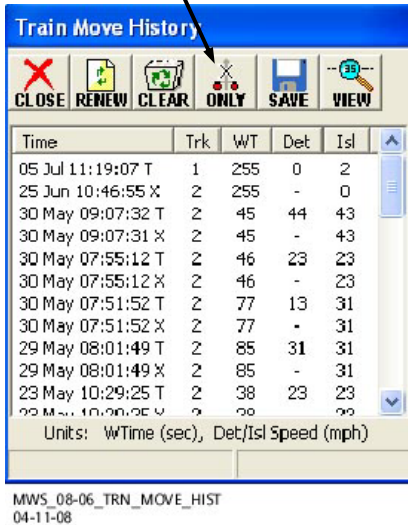 Train Move History
CLOSE RENEW CLEAR ONLY SAVE 35 VIEW
Time Trk WT Det Isl
05 Jul 11:19:07 T 1 255 0 2
25 Jun 10:46:55 X 2 255 - 0
30 May 09:07:32 T 2 45 44 43
30 May 09:07:31 X 2 45 - 43
30 May 07:55:12 T 2 46 23 23
30 May 07:55:12 X 2 46 - 23
30 May 07:51:52 T 2 77 13 31
30 May 07:51:52 X 2 77 - 31
29 May 08:01:49 T 2 85 31 31
29 May 08:01:49 X 2 85 - 31
23 May 10:29:25 T 2 38 23 23
Units: WTime (sec), Det/Isl Speed (mph)
MWS_08-06_TRN_MOVE_HIST
04-11-08